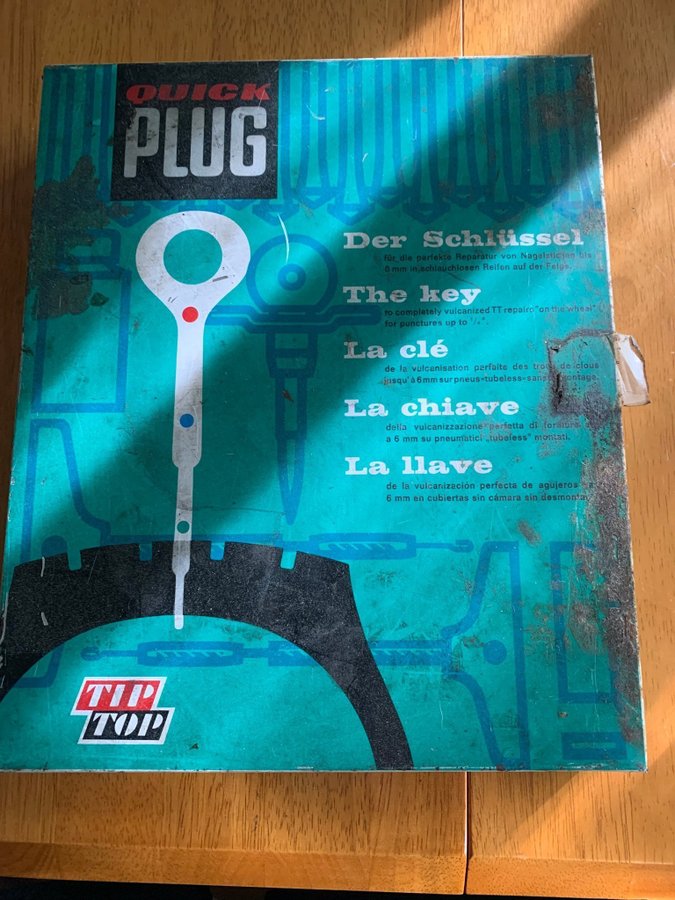 QUICK
PLUG
Der Schlüssel
für die perfekte Reparatur von Nagelstichen bis
6 mm in schlauchlosen Reifen auf der Felge.
The key
to completely vulcanized TT repairs "on the wheel"
for punctures up to
La clé
de la vulcanisation parfaite des trous de clous
jusqu'à 6 mm sur pneus »tubeless« sans
La chiave
della vulcanizzazione perfetta di
a 6 mm su pneumatici „tubeless" montati.
La llave
de la vulcanización perfecta de agujeros
6 mm en cubiertas sin cámara sin
TIP
TOP